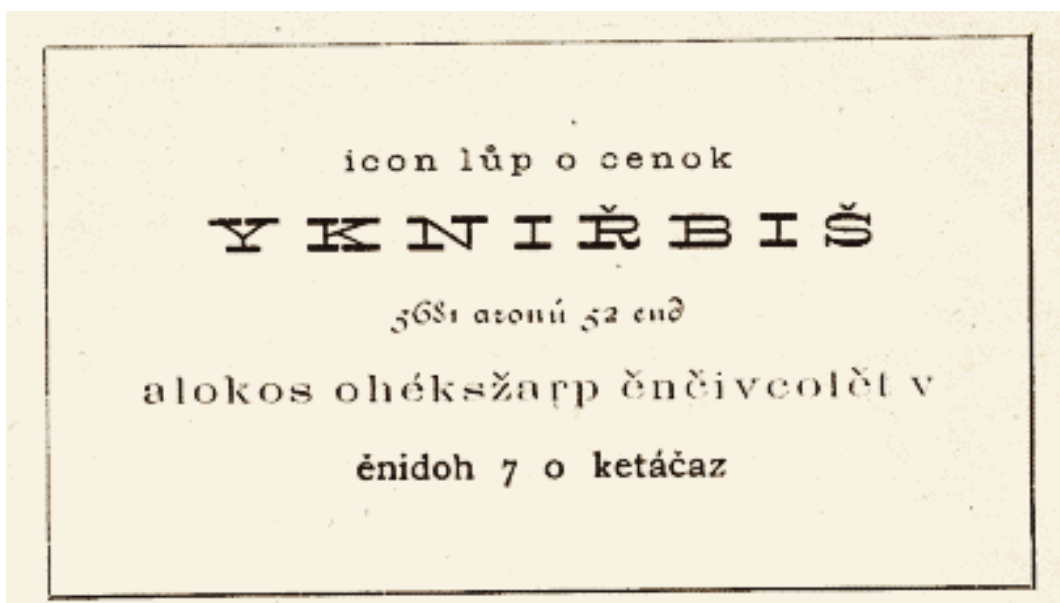 icon lůp o cenok
YKNIŘBIŠ
5681 aronú 52 end
alokos ohéksžarp ěnčivcolět v
ěnidoh 7 o ketáčaz